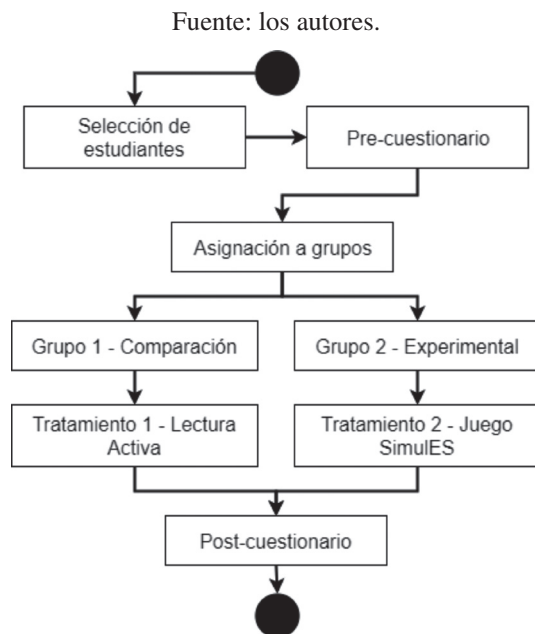 Fuente: los autores.
Selección de
estudiantes
Pre-cuestionario
Asignación a grupos
Grupo 1 - Comparación
Grupo 2 - Experimental
Tratamiento 1 - Lectura
Activa
Tratamiento 2 - Juego
SimulES
Post-cuestionario